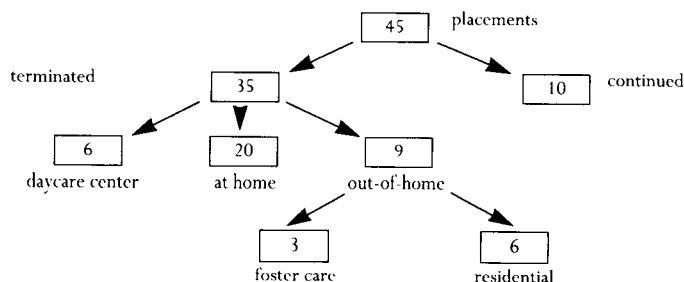 45 placements
terminated 35 10 continued
6 20 9
daycare center at home out-of-home
3 6
foster care residential